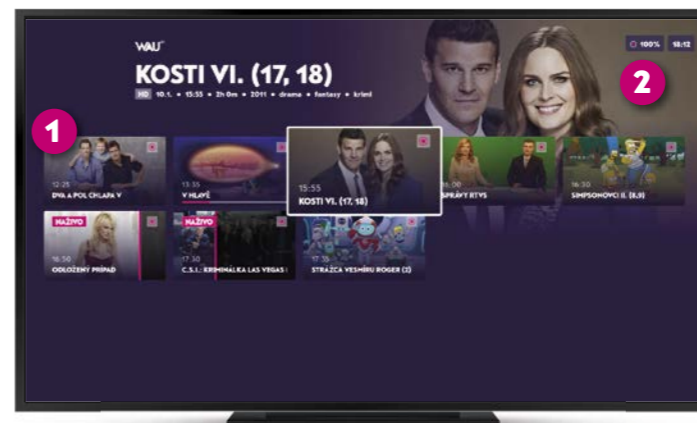 WAU
100% 18:12
KOSTI VI. (17, 18)
HD 10.1. • 15:55 • 2h 0m • 2011 • drama • fantasy • krimi
2
1
12:25
DVA A POL CHLAPA V
13:35
V HLAVE
15:55
KOSTI VI. (17, 18)
16:00
SPRÁVY RTVS
16:30
SIMPSONOVCI II. (8,9)
NAŽIVO
16:50
ODLOŽENÝ PRÍPAD
NAŽIVO
17:30
C.S.I.: KRIMINÁLKA LAS VEGAS
17:35
STRÁŽCA VESMÍRU ROGER (2)